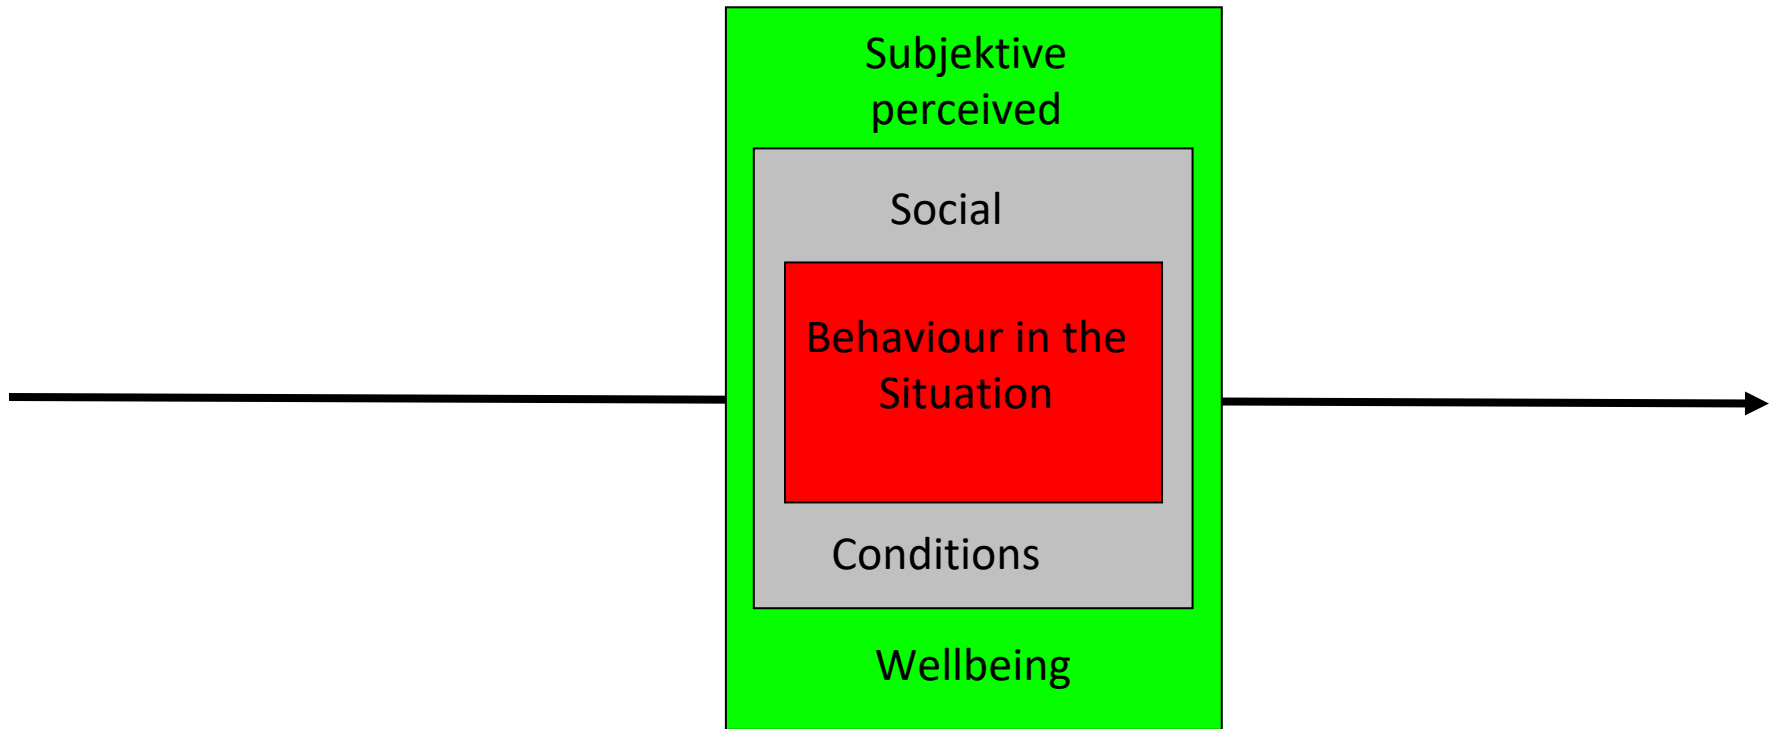 Subjektive
perceived
Social
Behaviour in the
Situation
Conditions
Wellbeing